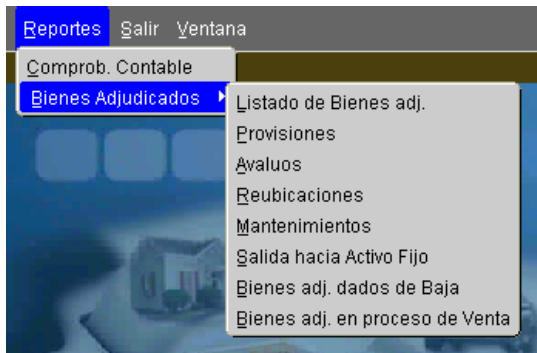 Reportes Salir Ventana
Comprob. Contable
Bienes Adjudicados
Listado de Bienes adj.
Provisiones
Avaluos
Reubicaciones
Mantenimientos
Salida hacia Activo Fijo
Bienes adj. dados de Baja
Bienes adj. en proceso de Venta